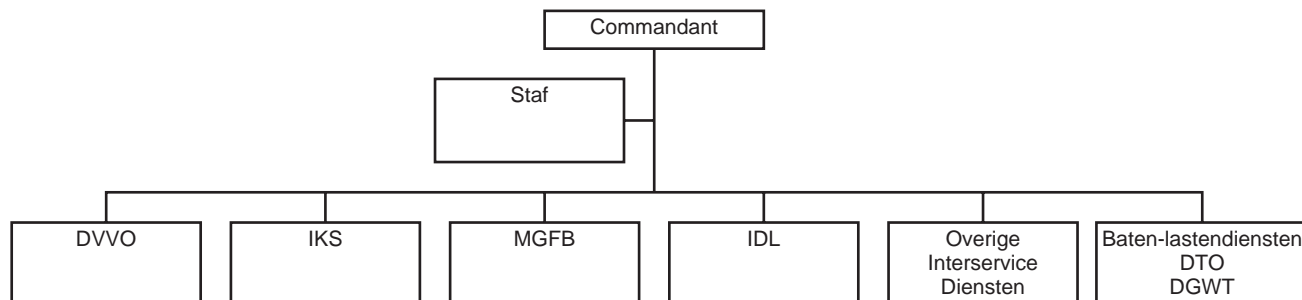 Commandant
Staf
DVVO
IKS
MGFB
IDL
Overige
Interservice
Diensten
Baten-lastendiensten
DTO
DGWT